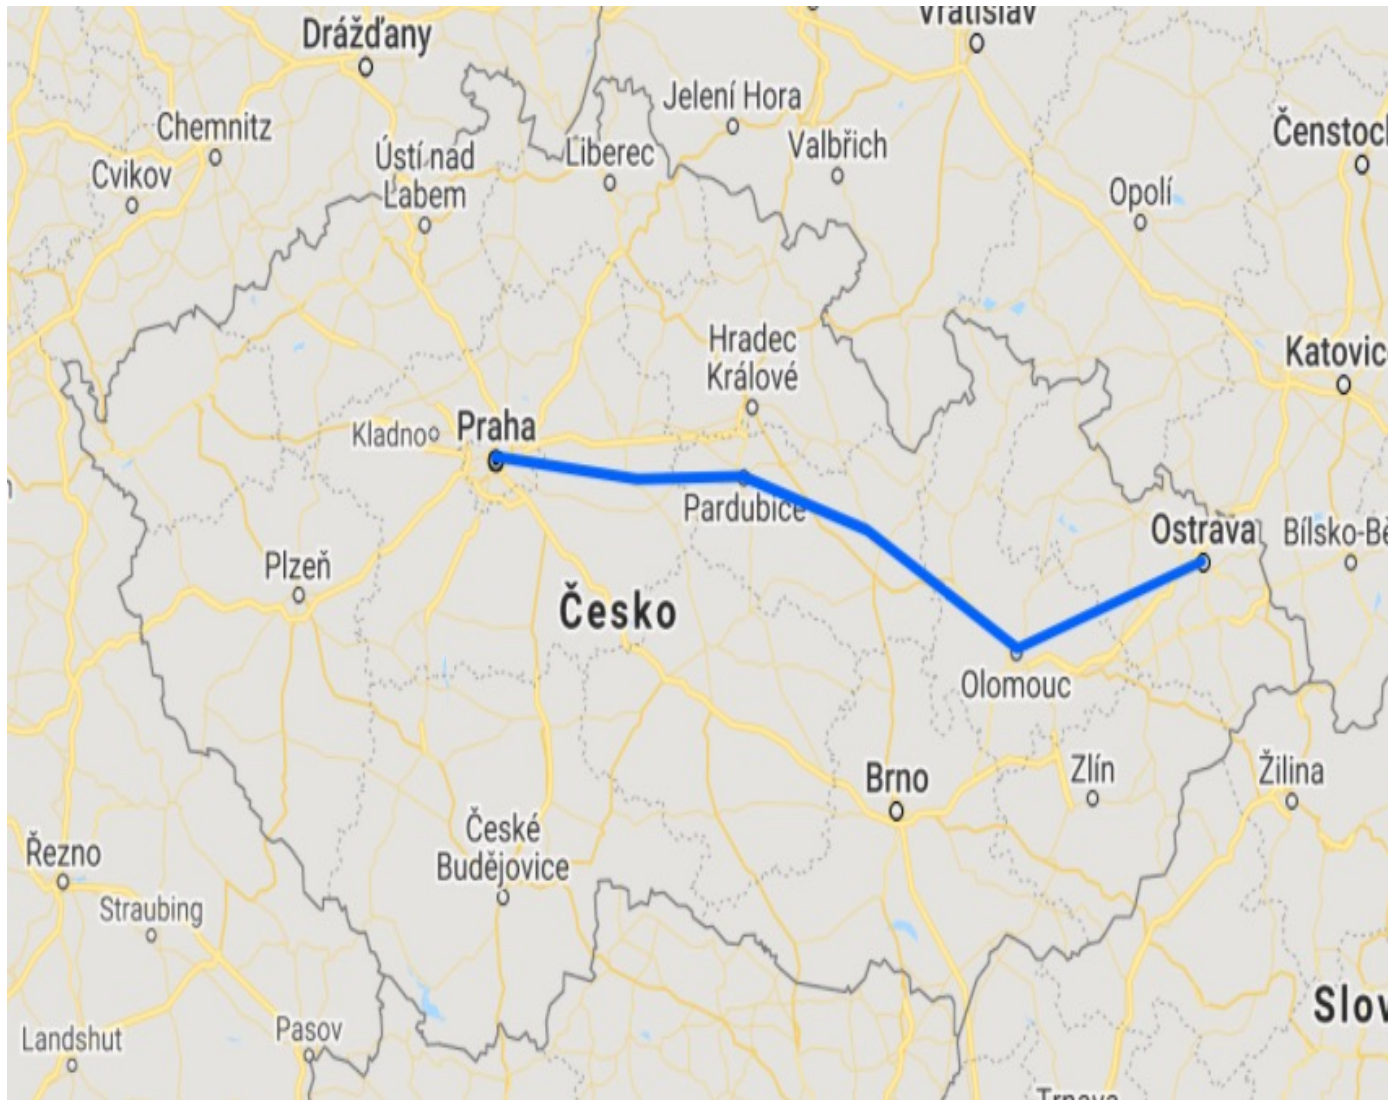 Vratislav
Drážďany
Jelení Hora
Chemnitz
Valbřich
Ústí nad
Labem
Liberec
Cvikov
Opolí
Hradec
Králové
Kladno
Praha
Pardubice
Ostrava
Bílsko-Bě
Plzeň
Česko
Olomouc
Brno
Zlín
Žilina
České
Budějovice
Řezno
Straubing
Slov
Pasov
Landshut
Čenstoch
Katovic
Trnava